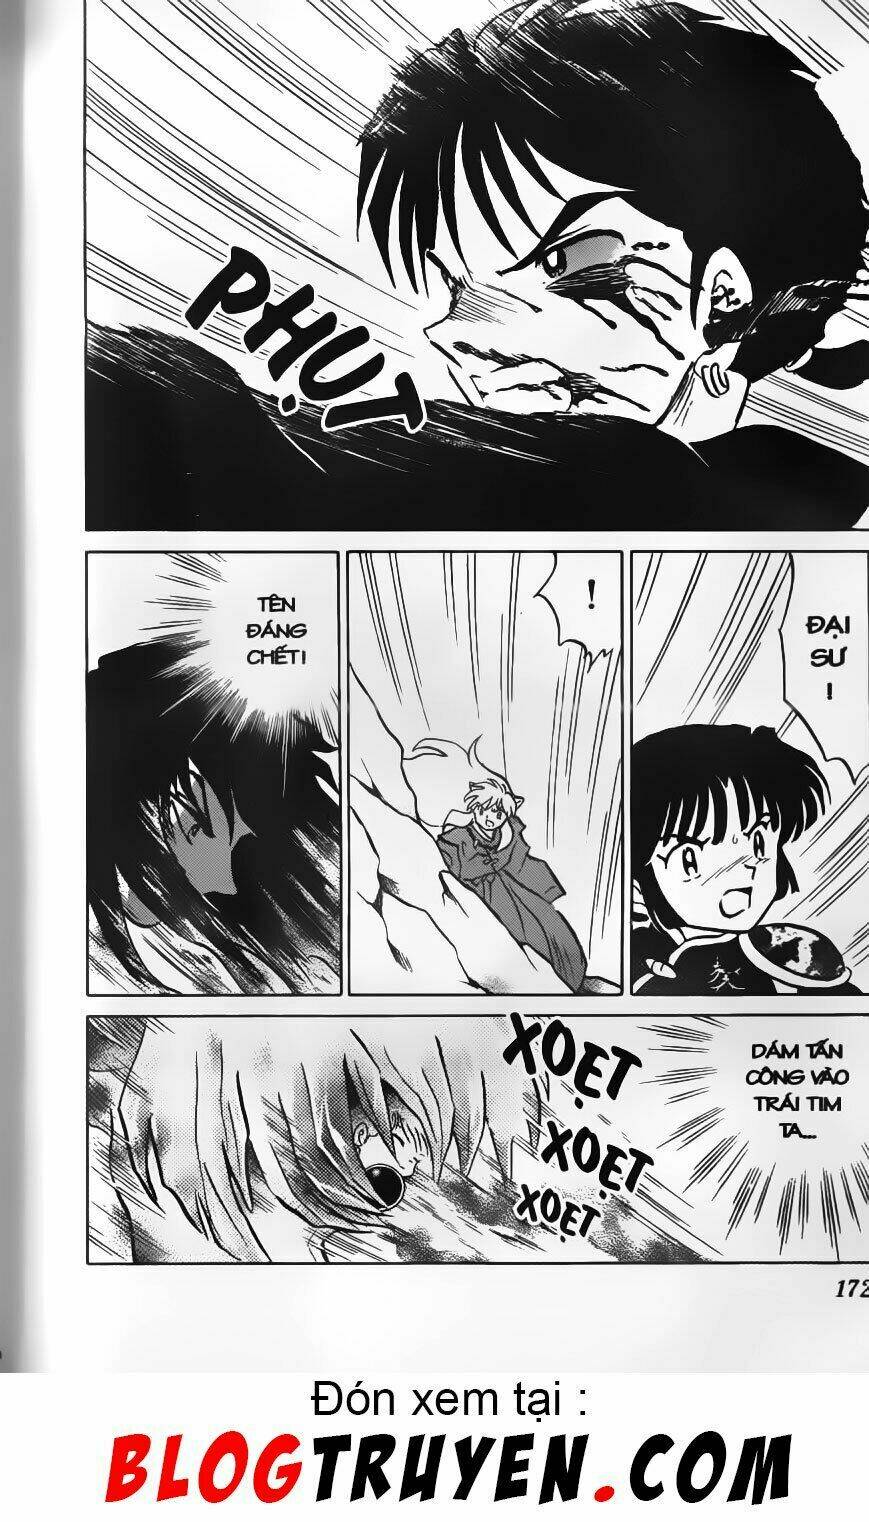 PHỤT
ĐẠI
SƯ
!
!
TÊN
ĐÁNG
CHẾT!
DÁM TẤN
CÔNG VÀO
TRÁI TIM
TA...
XOẸT
XOẸT
XOẸT
172
Đón xem tại :
BLOGTRUYEN.COM